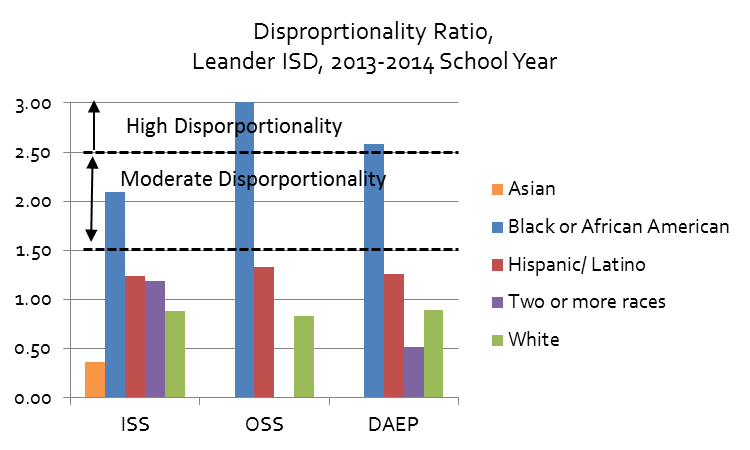 Disproprtionality Ratio,
Leander ISD, 2013-2014 School Year
3.00
High Disporportionality
2.50
Moderate Disporportionality
2.00
1.50
1.00
0.50
0.00
ISS
OSS
DAEP
Asian
Black or African American
Hispanic/ Latino
Two or more races
White